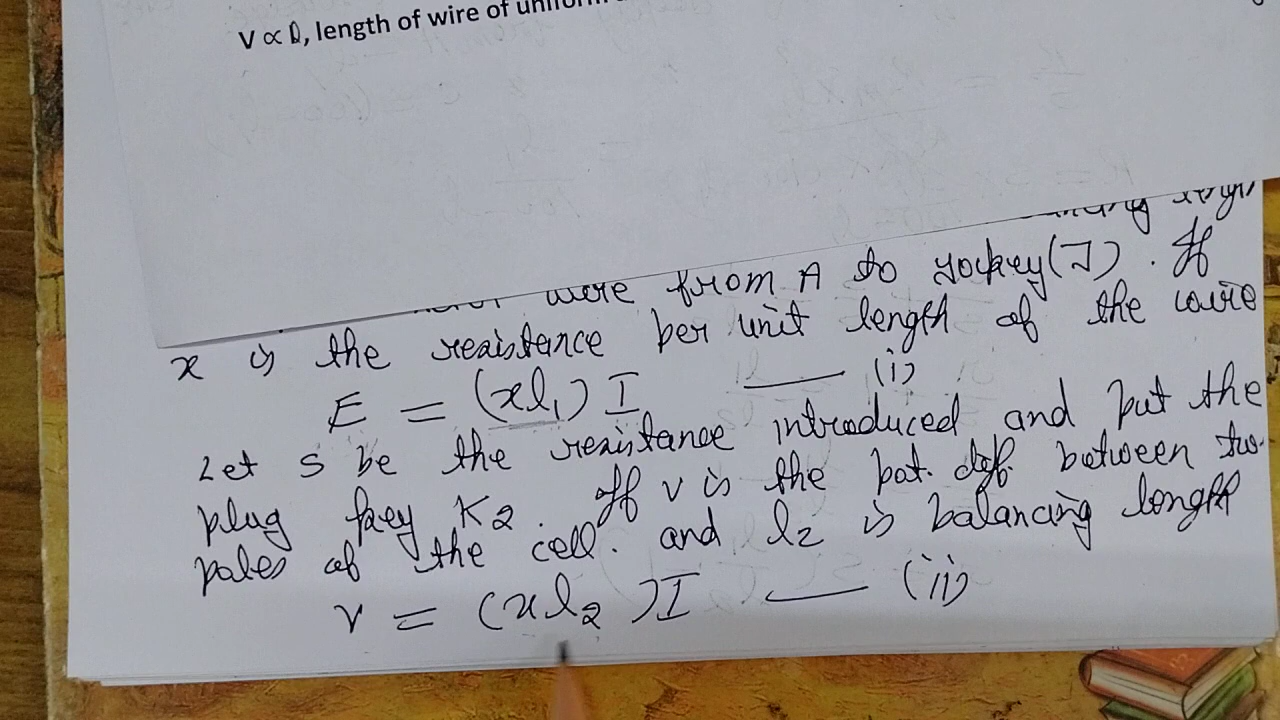 V ∝ l, length of wire of
wire from A to Jockey(J). If
x is the resistance per unit length of the wire
E = (xl₁) I —— (i)
Let S be the resistance introduced and put the
plug key K2. If V is the pot. diff. between two
poles of the cell. and l₂ is balancing length
V = (xl₂)I —— (ii)